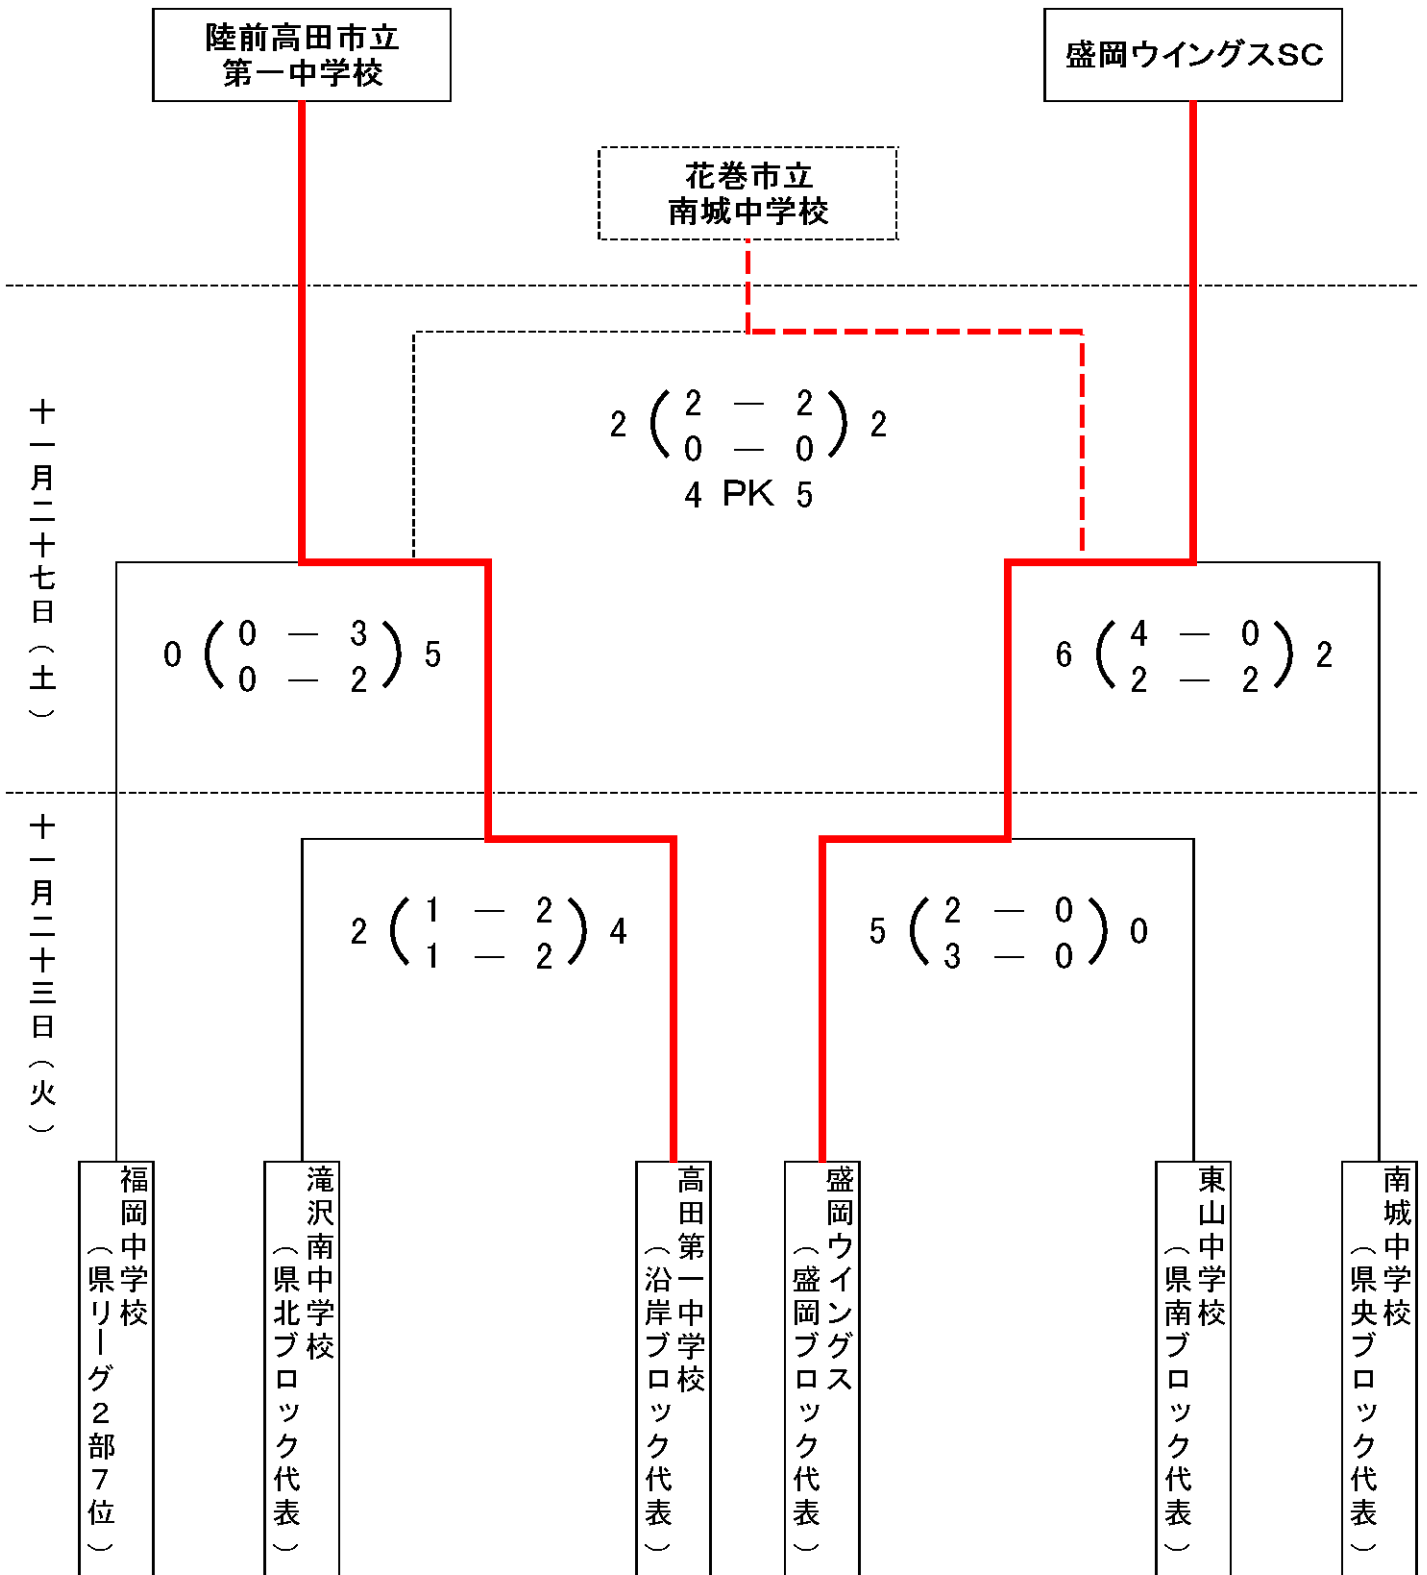 陸前高田市立
第一中学校
盛岡ウイングスSC
花巻市立
南城中学校
十一月二十七日(土)
2 ( 2 － 2 ) 2
0 － 0
4 PK 5
0 ( 0 － 3 ) 5
0 － 2
6 ( 4 － 0 ) 2
2 － 2
十一月二十三日(火)
2 ( 1 － 2 ) 4
1 － 2
5 ( 2 － 0 ) 0
3 － 0
福岡中学校
(県リーグ2部7位)
滝沢南中学校
(県北ブロック代表)
高田第一中学校
(沿岸ブロック代表)
盛岡ウイングス
(盛岡ブロック代表)
東山中学校
(県南ブロック代表)
南城中学校
(県央ブロック代表)